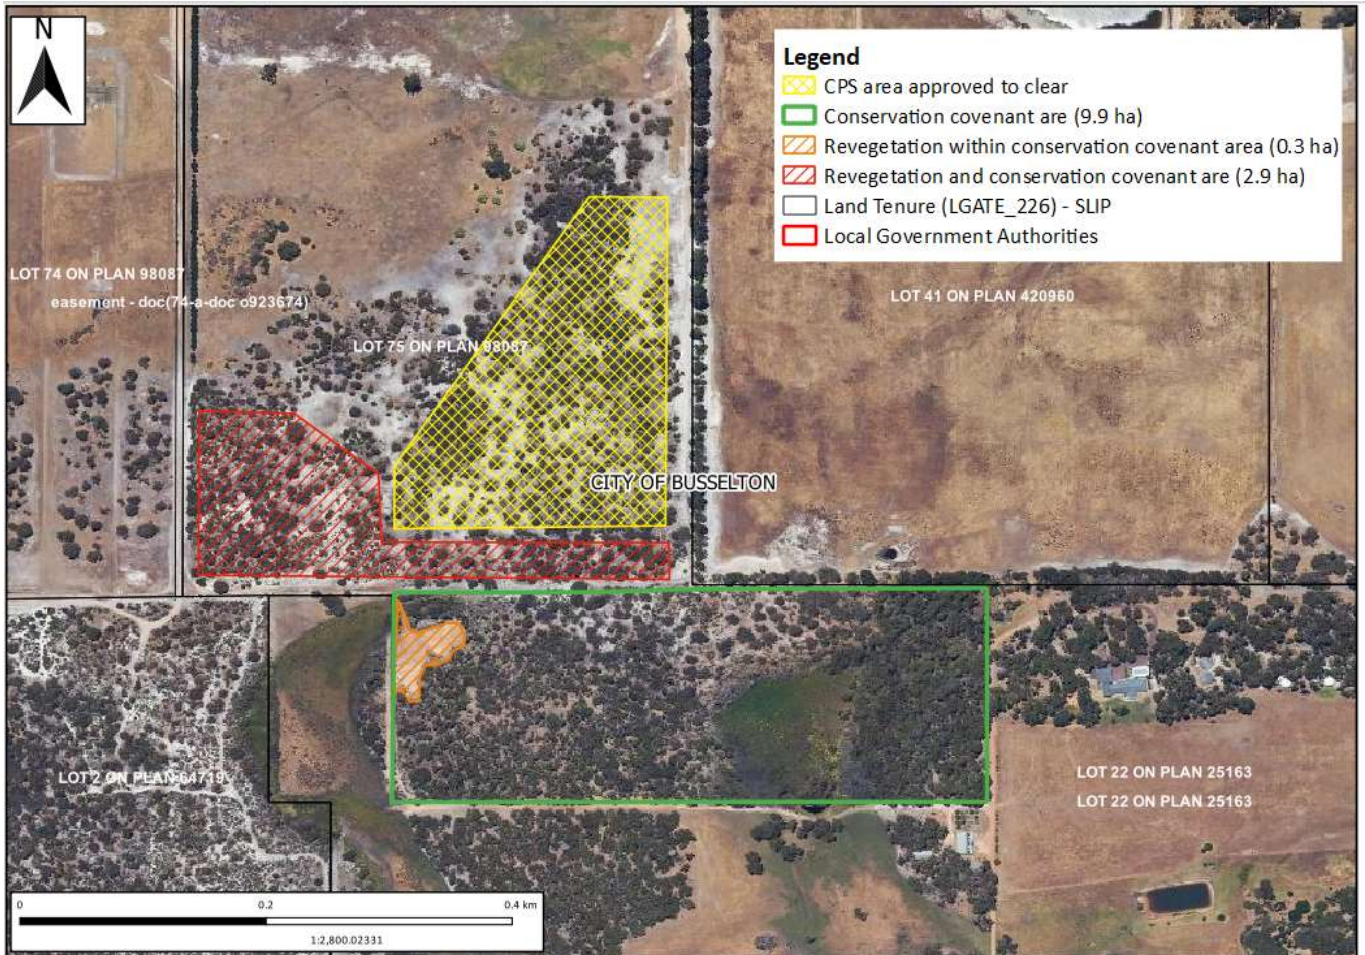 N
Legend
CPS area approved to clear
Conservation covenant are (9.9 ha)
Revegetation within conservation covenant area (0.3 ha)
Revegetation and conservation covenant are (2.9 ha)
Land Tenure (LGATE_226) - SLIP
Local Government Authorities
LOT 74 ON PLAN 98087
easement - doc(74-a-doc o923674)
LOT 41 ON PLAN 420960
LOT 75 ON PLAN 98087
CITY OF BUSSELTON
LOT 2 ON PLAN 64719
LOT 22 ON PLAN 25163
LOT 22 ON PLAN 25163
0 0.2 0.4 km
1:2,800.02331